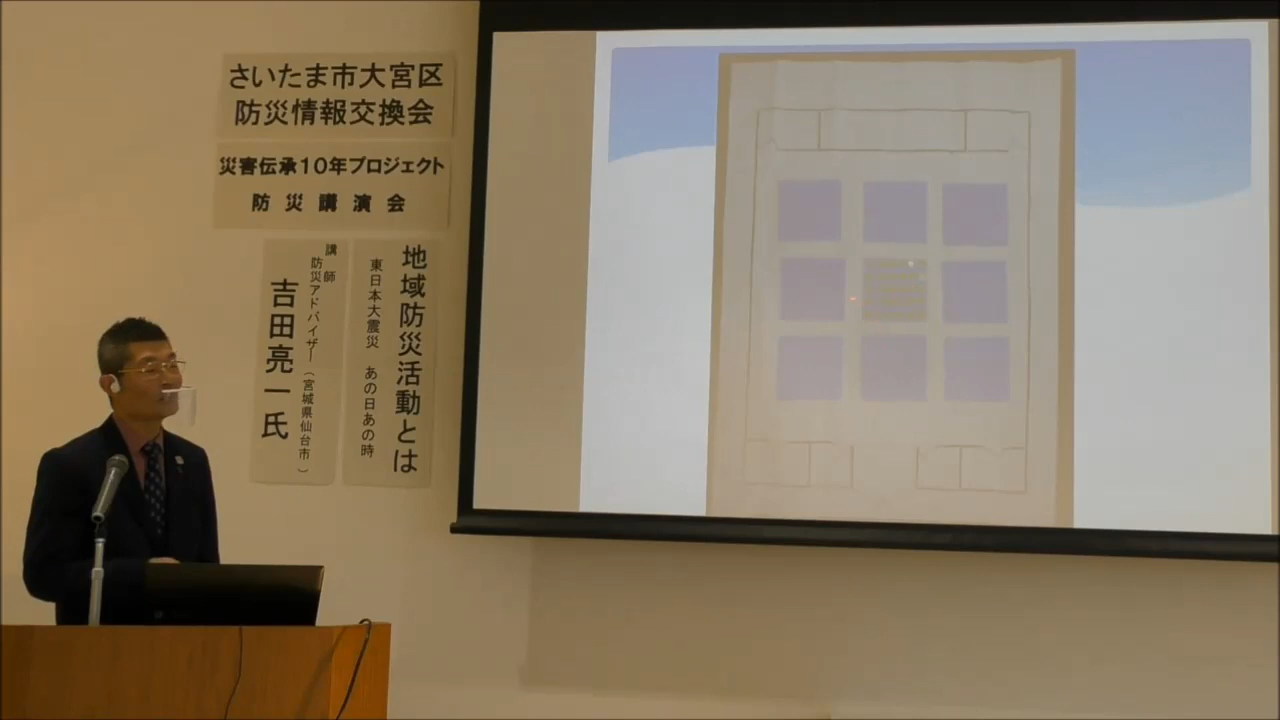 さいたま市大宮区
防災情報交換会
災害伝承10年プロジェクト
防災講演会
地域防災活動とは
東日本大震災 あの日あの時
講師
防災アドバイザー（宮城県仙台市）
吉田亮一氏